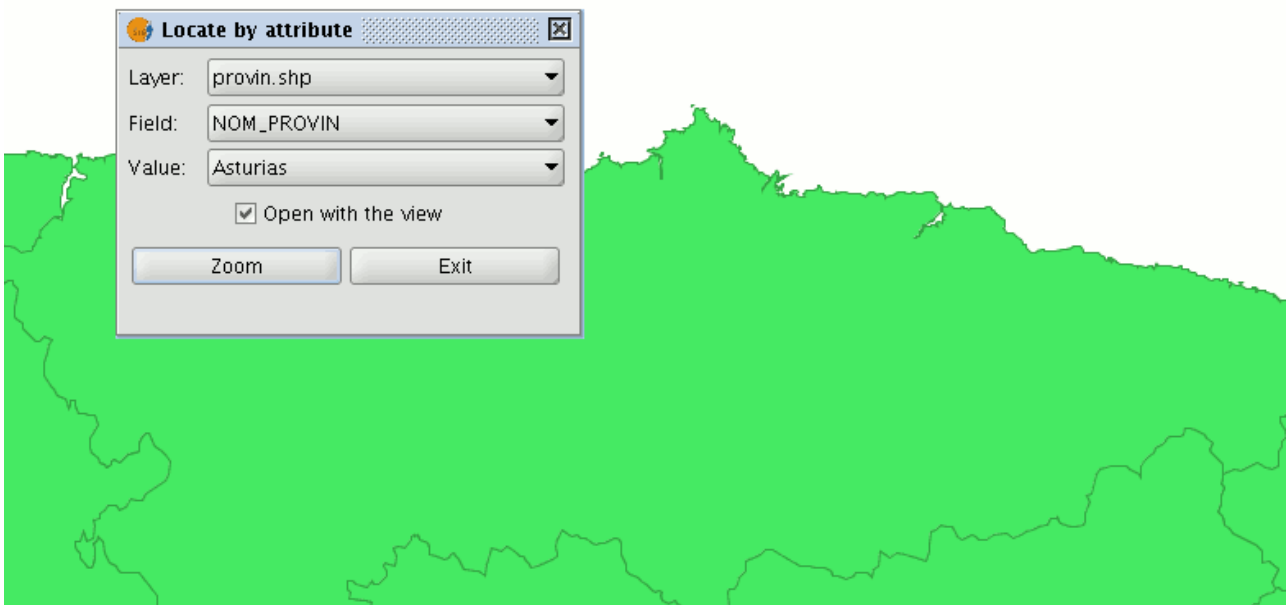 Locate by attribute
Layer: provin.shp
Field: NOM_PROVIN
Value: Asturias
Open with the view
Zoom Exit